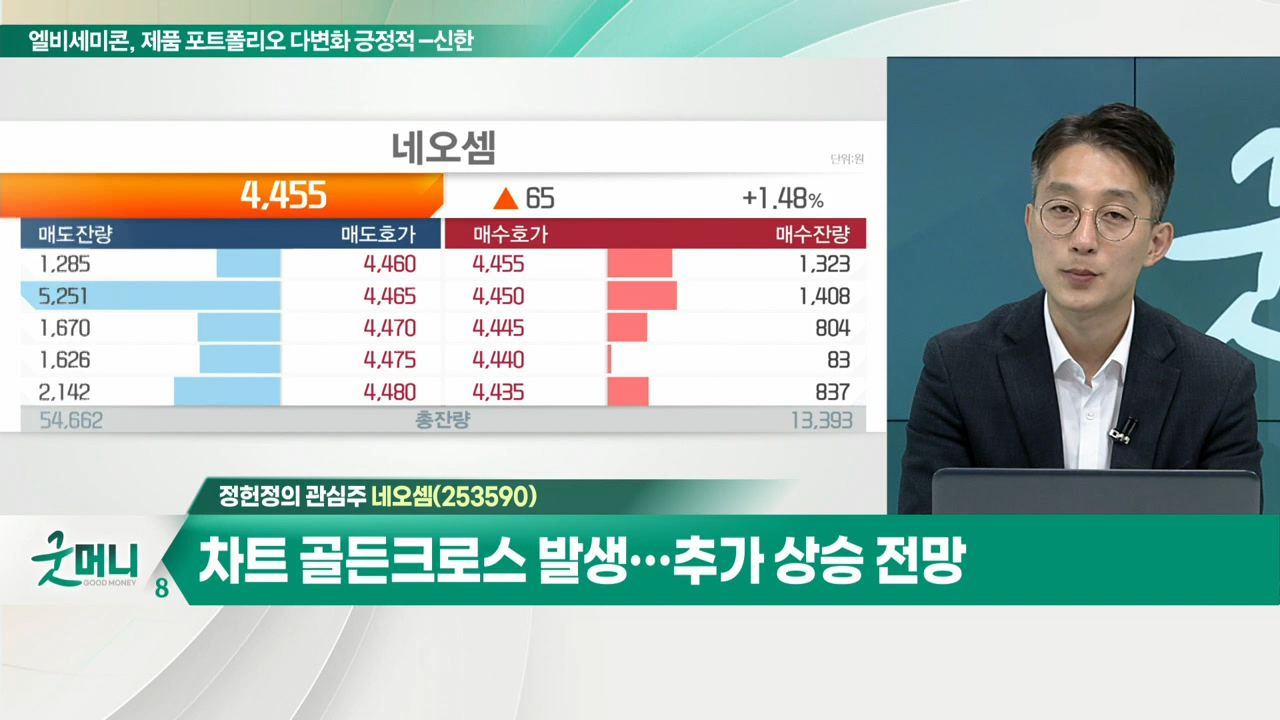 엘비세미콘, 제품 포트폴리오 다변화 긍정적 –신한
네오셈
단위:원
4,455 ▲ 65 +1.48%
매도잔량 매도호가 매수호가 매수잔량
1,285 4,460 4,455 1,323
5,251 4,465 4,450 1,408
1,670 4,470 4,445 804
1,626 4,475 4,440 83
2,142 4,480 4,435 837
54,662 총잔량 13,393
정헌정의 관심주 네오셈(253590)
굿머니
GOOD MONEY
8
차트 골든크로스 발생…추가 상승 전망